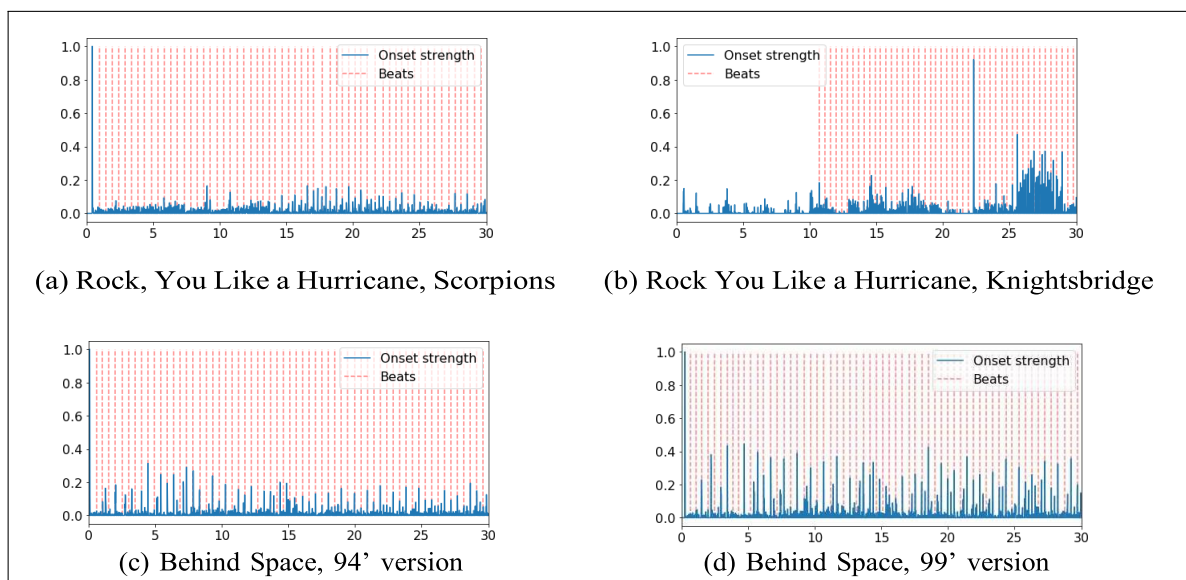 1.0
0.8
0.6
0.4
0.2
0.0
0 5 10 15 20 25 30
Onset strength
Beats
(a) Rock, You Like a Hurricane, Scorpions
1.0
0.8
0.6
0.4
0.2
0.0
0 5 10 15 20 25 30
Onset strength
Beats
(b) Rock You Like a Hurricane, Knightsbridge
1.0
0.8
0.6
0.4
0.2
0.0
0 5 10 15 20 25 30
Onset strength
Beats
(c) Behind Space, 94’ version
1.0
0.8
0.6
0.4
0.2
0.0
0 5 10 15 20 25 30
Onset strength
Beats
(d) Behind Space, 99’ version